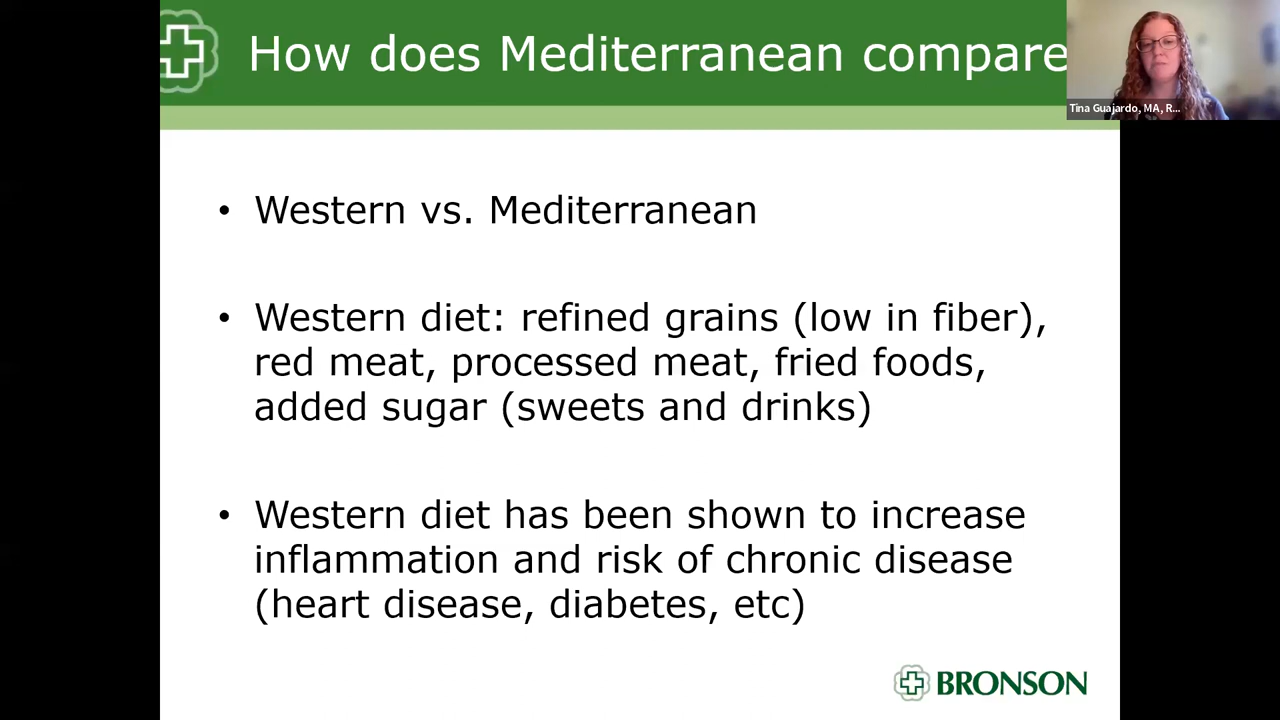 How does Mediterranean compare
Tina Guajardo, MA, R...
• Western vs. Mediterranean
• Western diet: refined grains (low in fiber),
red meat, processed meat, fried foods,
added sugar (sweets and drinks)
• Western diet has been shown to increase
inflammation and risk of chronic disease
(heart disease, diabetes, etc)
BRONSON